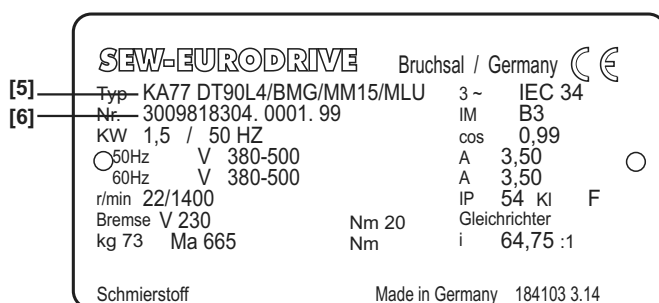 SEW-EURODRIVE Bruchsal / Germany CE
[5] Typ KA77 DT90L4/BMG/MM15/MLU 3 ~ IEC 34
[6] Nr. 3009818304. 0001. 99 IM B3
KW 1,5 / 50 HZ cos 0,99
50Hz V 380-500 A 3,50
60Hz V 380-500 A 3,50
r/min 22/1400 IP 54 KI F
Bremse V 230 Nm 20 Gleichrichter
kg 73 Ma 665 Nm i 64,75 :1
Schmierstoff Made in Germany 184103 3.14